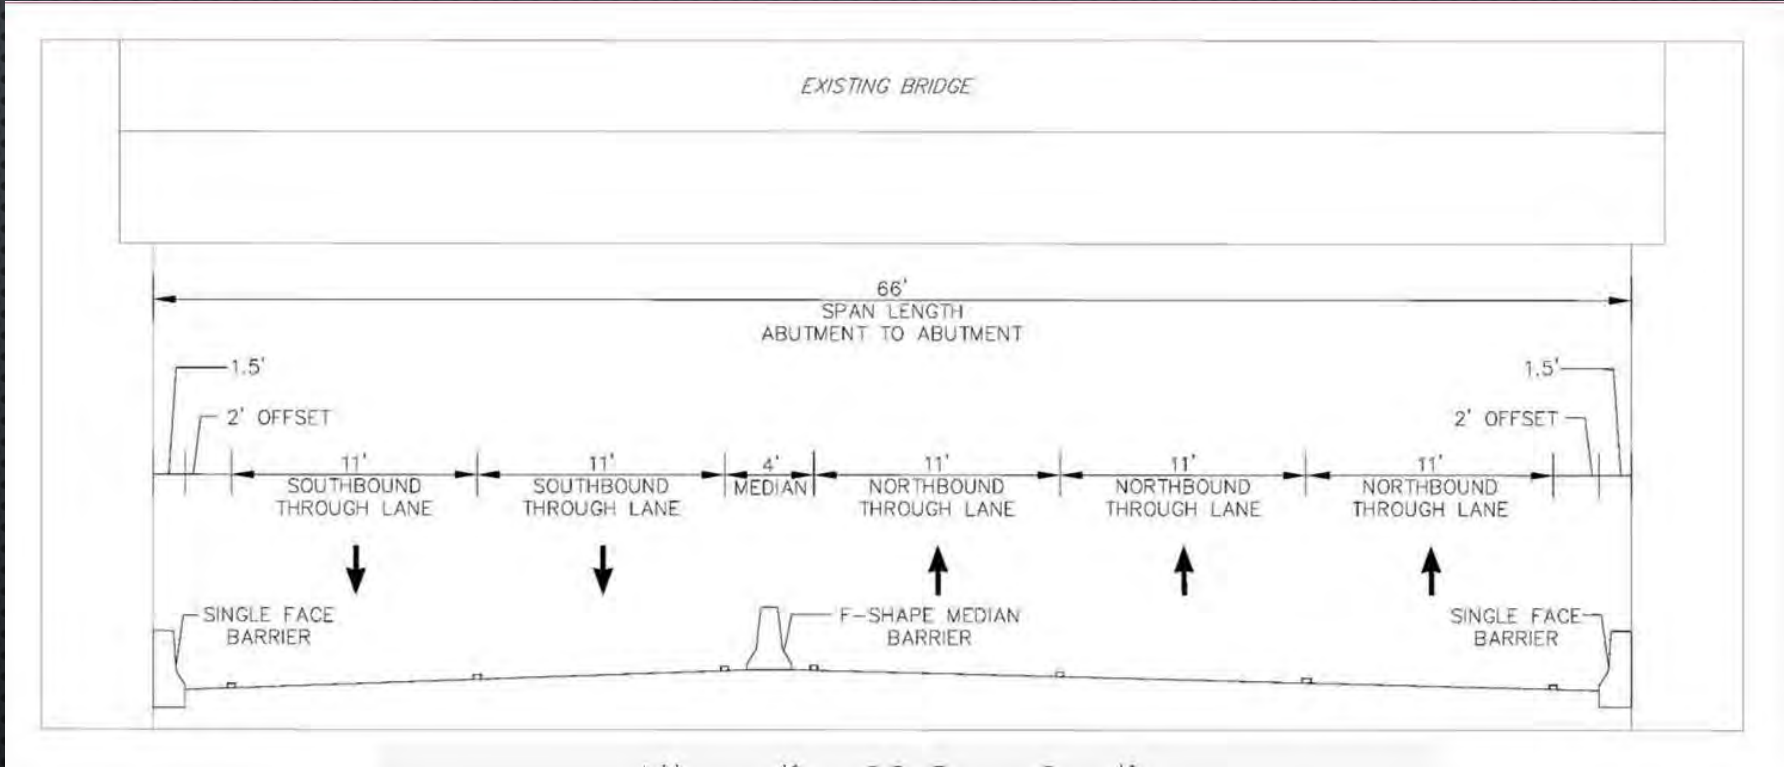 EXISTING BRIDGE
66'
SPAN LENGTH
ABUTMENT TO ABUTMENT
1.5'
1.5'
2' OFFSET
2' OFFSET
11'
11'
4'
11'
11'
11'
SOUTHBOUND
THROUGH LANE
SOUTHBOUND
THROUGH LANE
MEDIAN
NORTHBOUND
THROUGH LANE
NORTHBOUND
THROUGH LANE
NORTHBOUND
THROUGH LANE
SINGLE FACE
BARRIER
F-SHAPE MEDIAN
BARRIER
SINGLE FACE
BARRIER